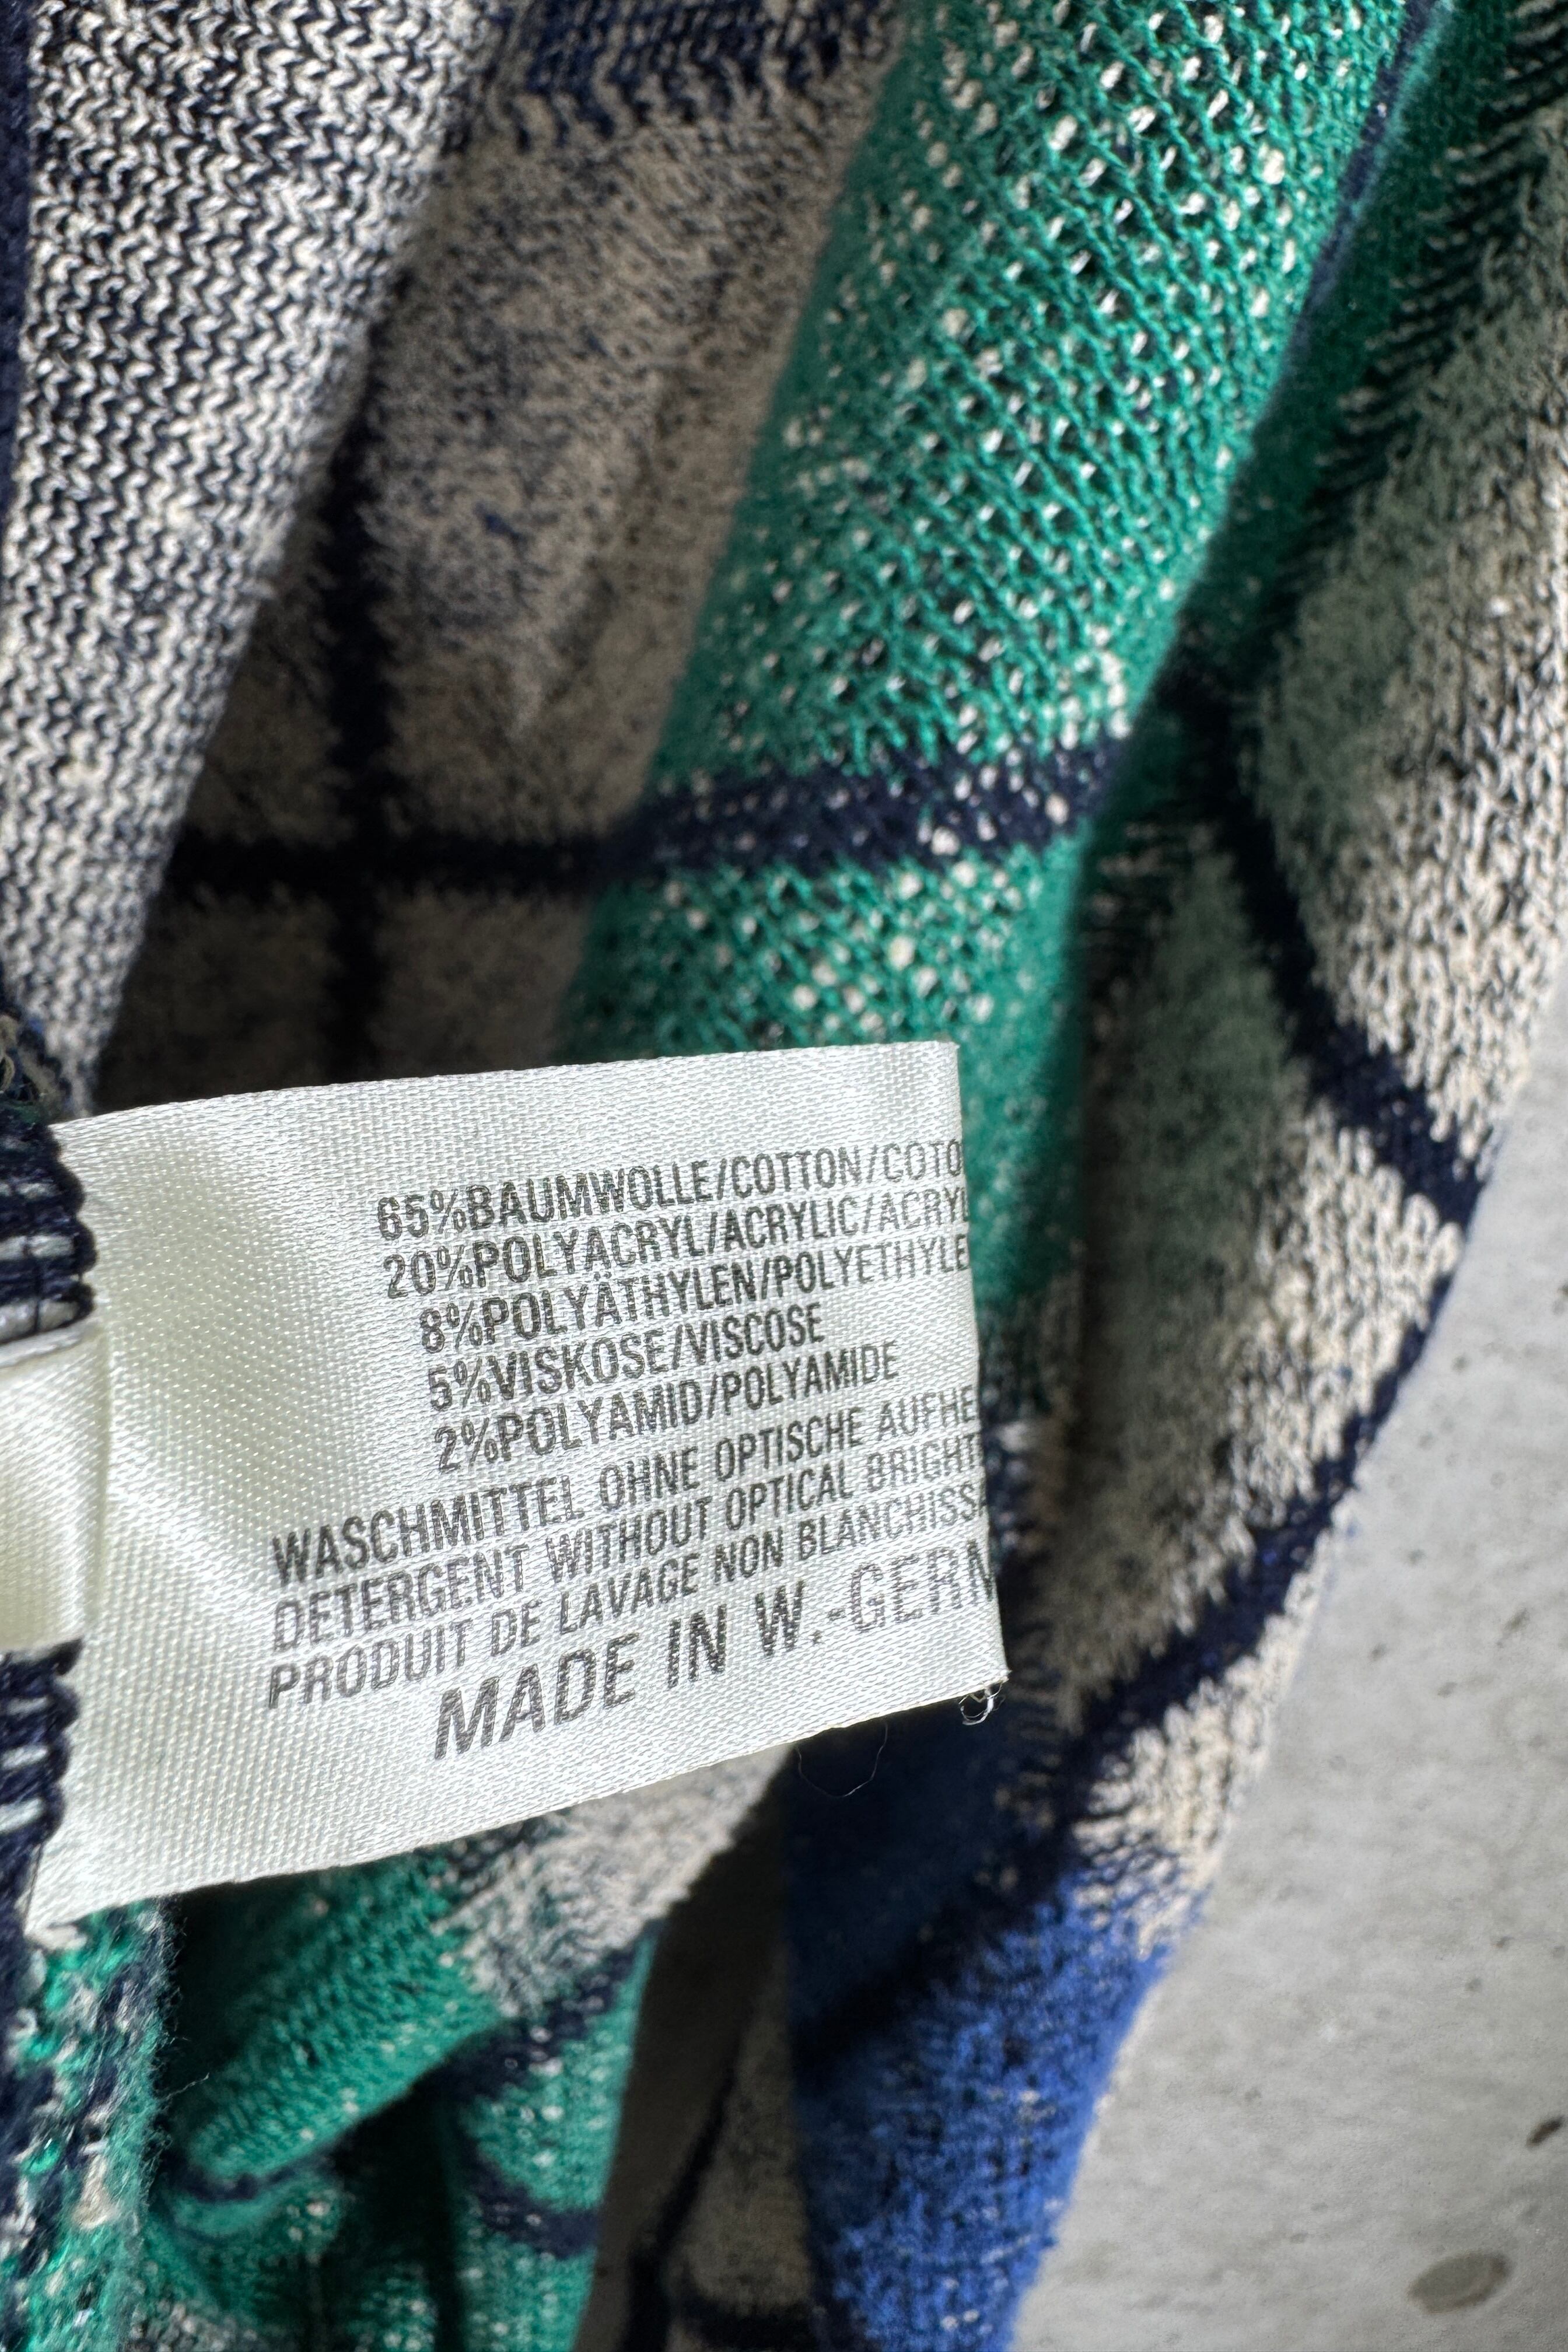 65%BAUMWOLLE/COTTON/COTO
20%POLYACRYL/ACRYLIC/ACRYL
8%POLYÄTHYLEN/POLYETHYLE
5%VISKOSE/VISCOSE
2%POLYAMID/POLYAMIDE
WASCHMITTEL OHNE OPTISCHE AUFHE
DETERGENT WITHOUT OPTICAL BRIGHT
PRODUIT DE LAVAGE NON BLANCHISSA
MADE IN W.-GERM